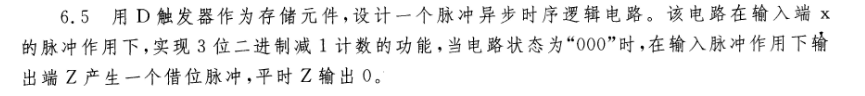 6.5 用 D 触发器作为存储元件,设计一个脉冲异步时序逻辑电路。该电路在输入端 x
的脉冲作用下,实现 3 位二进制减 1 计数的功能,当电路状态为“000”时,在输入脉冲作用下输
出端 Z 产生一个借位脉冲,平时 Z 输出 0。